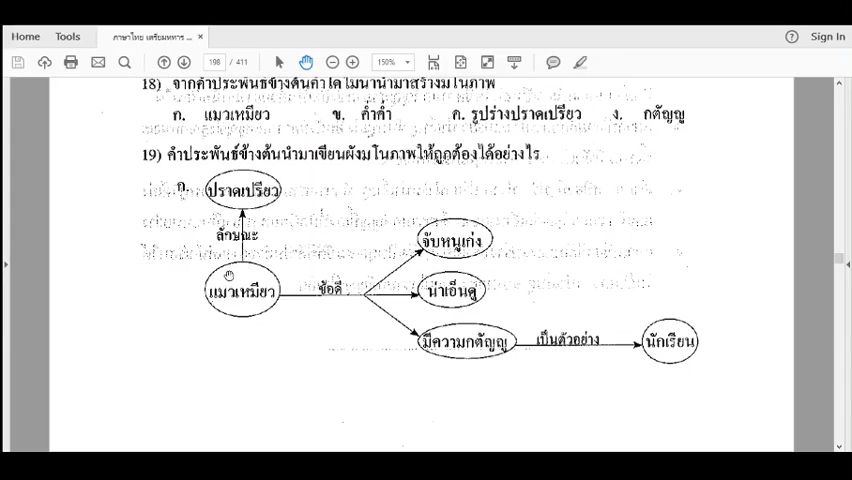 Home Tools ภาษาไทย เตรียมทหาร ... × Sign In
198 / 411 150%
18) จากคำประพันธ์ข้างต้นคำใดไม่นำมาสร้างมโนภาพ
ก. แมวเหมียว ข. ค่ำค่ำ ค. รูปร่างปราดเปรียว ง. กตัญญู
19) คำประพันธ์ข้างต้นนำมาเขียนผังมโนภาพให้ถูกต้องได้อย่างไร
ก. ปราดเปรียว
ลักษณะ
จับหนูเก่ง
แมวเหมียว ข้อดี น่าเอ็นดู
มีความกตัญญู เป็นตัวอย่าง นักเรียน